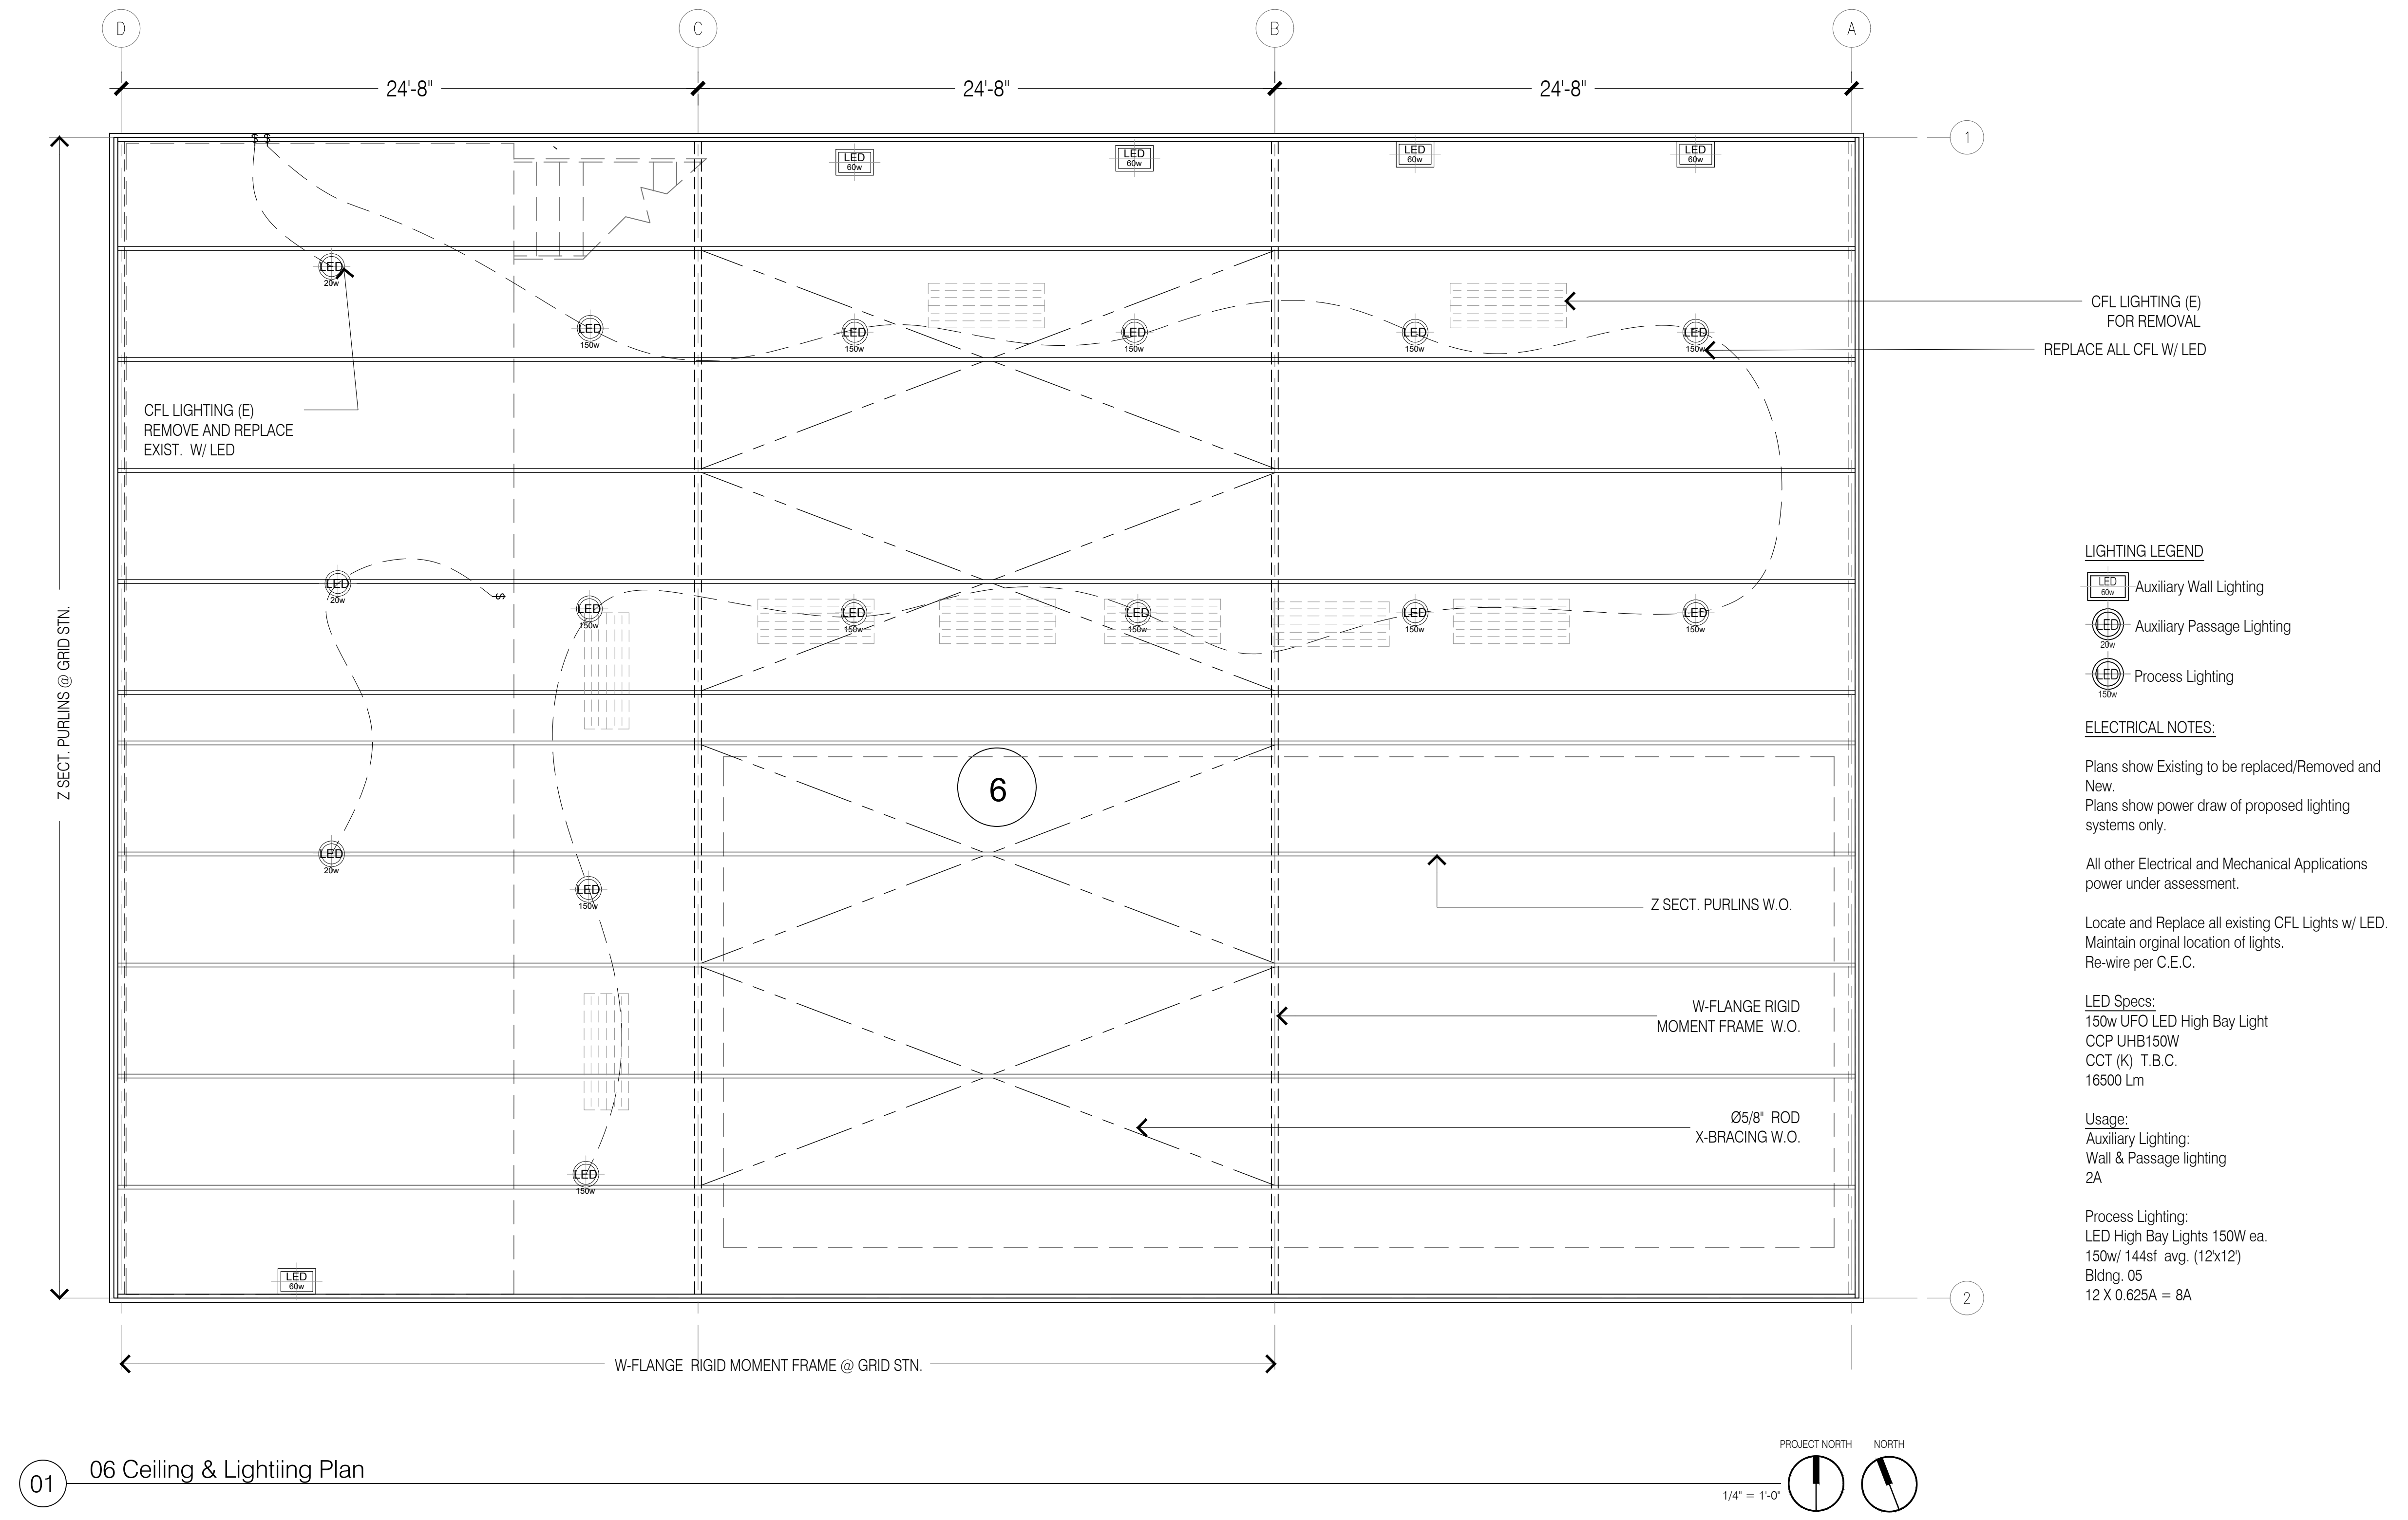 D
C
B
A
24'-8"
24'-8"
24'-8"
1
$ $
LED
60w
LED
60w
LED
60w
LED
60w
LED
20w
LED
150w
LED
150w
LED
150w
LED
150w
LED
150w
CFL LIGHTING (E)
FOR REMOVAL
REPLACE ALL CFL W/ LED
CFL LIGHTING (E)
REMOVE AND REPLACE
EXIST. W/ LED
Z SECT. PURLINS @ GRID STN.
LED
20w
$
LED
150w
LED
150w
LED
150w
LED
150w
LED
150w
6
LED
20w
LED
150w
Z SECT. PURLINS W.O.
W-FLANGE RIGID
MOMENT FRAME W.O.
Ø5/8" ROD
X-BRACING W.O.
LED
150w
LED
60w
2
W-FLANGE RIGID MOMENT FRAME @ GRID STN.
LIGHTING LEGEND
LED
60w
Auxiliary Wall Lighting
LED
20w
Auxiliary Passage Lighting
LED
150w
Process Lighting
ELECTRICAL NOTES:
Plans show Existing to be replaced/Removed and
New.
Plans show power draw of proposed lighting
systems only.
All other Electrical and Mechanical Applications
power under assessment.
Locate and Replace all existing CFL Lights w/ LED.
Maintain orginal location of lights.
Re-wire per C.E.C.
LED Specs:
150w UFO LED High Bay Light
CCP UHB150W
CCT (K) T.B.C.
16500 Lm
Usage:
Auxiliary Lighting:
Wall & Passage lighting
2A
Process Lighting:
LED High Bay Lights 150W ea.
150w/ 144sf avg. (12'x12')
Bldng. 05
12 X 0.625A = 8A
01
06 Ceiling & Lightiing Plan
1/4" = 1'-0"
PROJECT NORTH
NORTH